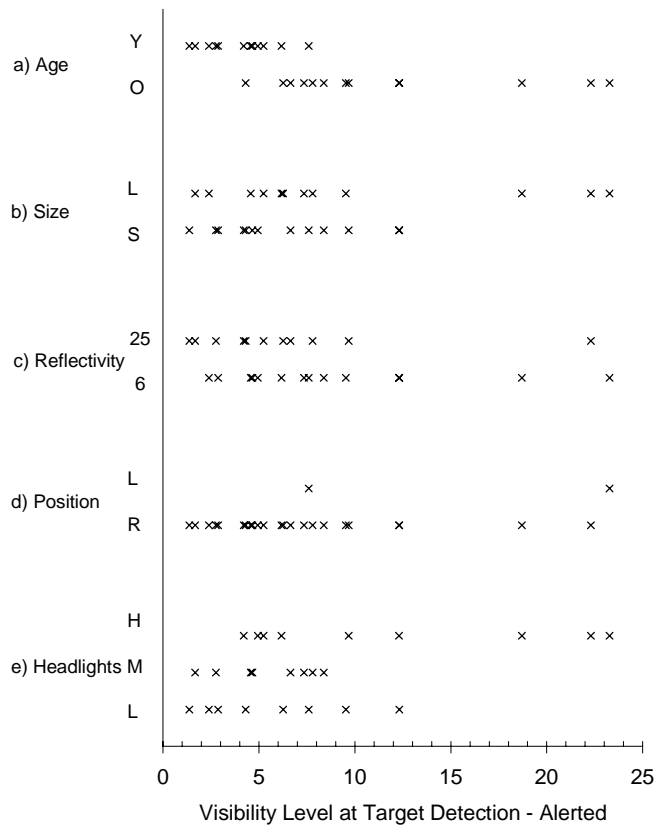 Y
a) Age
O
L
b) Size
S
25
c) Reflectivity
6
L
d) Position
R
H
e) Headlights M
L
0 5 10 15 20 25
Visibility Level at Target Detection - Alerted